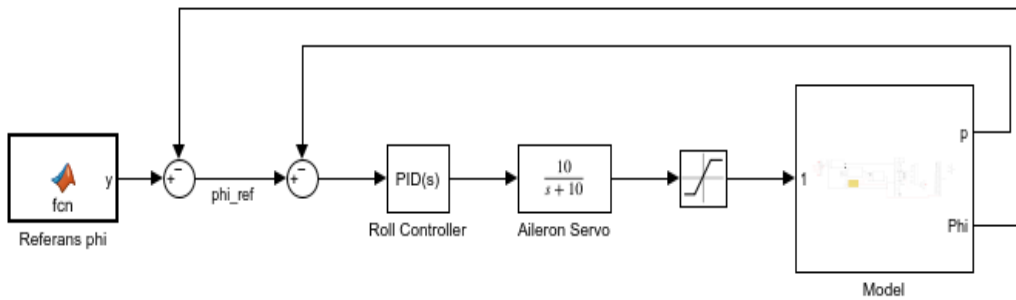 p
y
+
−
phi_ref
+
−
PID(s)
10
s + 10
1
fcn
Phi
Referans phi
Roll Controller
Aileron Servo
Model